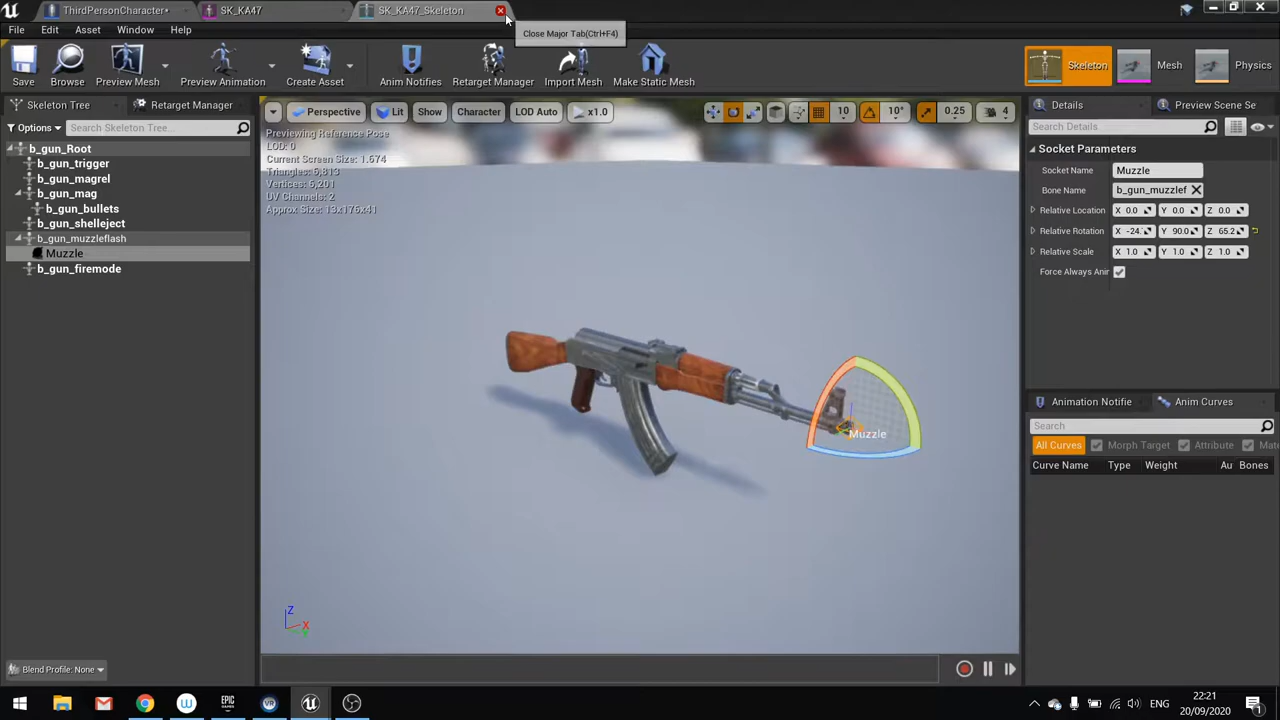 ThirdPersonCharacter•
SK_KA47
SK_KA47_Skeleton
File Edit Asset Window Help
Close Major Tab(Ctrl+F4)
Save
Browse
Preview Mesh
Preview Animation
Create Asset
Anim Notifies
Retarget Manager
Import Mesh
Make Static Mesh
Skeleton
Mesh
Physics
Skeleton Tree
Retarget Manager
Options
Search Skeleton Tree...
b_gun_Root
b_gun_trigger
b_gun_magrel
b_gun_mag
b_gun_bullets
b_gun_shelleject
b_gun_muzzleflash
Muzzle
b_gun_firemode
Blend Profile: None
Perspective
Lit
Show
Character
LOD Auto
x1.0
10
10°
0.25
4
Previewing Reference Pose
LOD: 0
Current Screen Size: 1.674
Triangles: 5,813
Vertices: 5,201
UV Channels: 2
Approx Size: 13x176x41
Muzzle
Z
X
Details
Preview Scene Se
Search Details
Socket Parameters
Socket Name Muzzle
Bone Name b_gun_muzzlef
Relative Location X 0.0 Y 0.0 Z 0.0
Relative Rotation X -24. Y 90.0 Z 65.2
Relative Scale X 1.0 Y 1.0 Z 1.0
Force Always Anir
Animation Notifie
Anim Curves
Search
All Curves Morph Target Attribute Mate
Curve Name Type Weight Au Bones
ENG
22:21
20/09/2020
EPIC
GAMES
VR
W
1